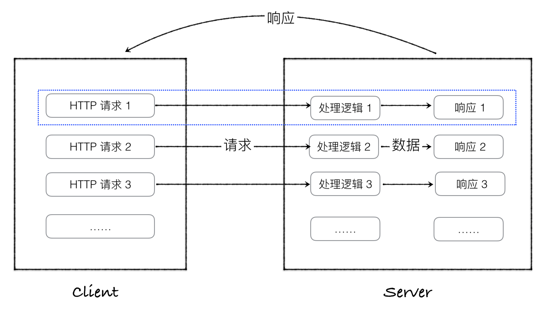 响应
HTTP 请求 1
处理逻辑 1
响应 1
HTTP 请求 2
请求
处理逻辑 2
数据
响应 2
HTTP 请求 3
处理逻辑 3
响应 3
……
……
……
Client
Server